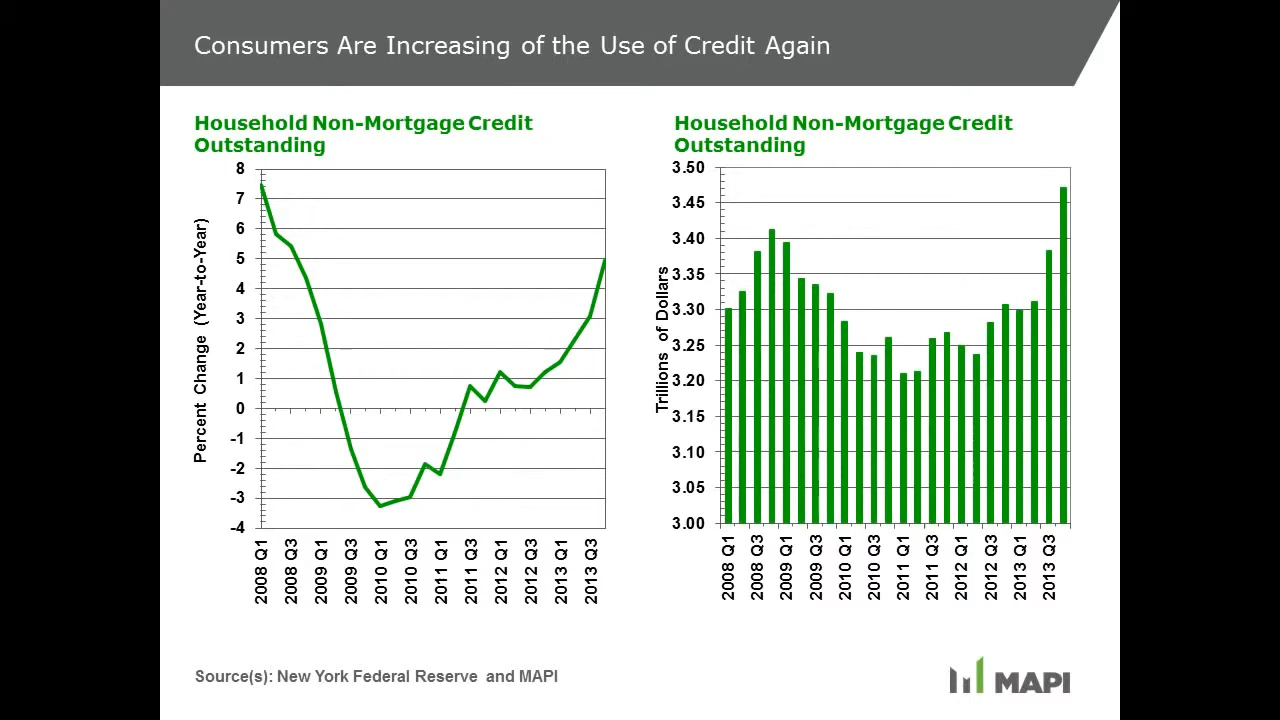 Consumers Are Increasing of the Use of Credit Again
Household Non-Mortgage Credit
Outstanding
Percent Change (Year-to-Year)
8
7
6
5
4
3
2
1
0
-1
-2
-3
-4
2008 Q1
2008 Q3
2009 Q1
2009 Q3
2010 Q1
2010 Q3
2011 Q1
2011 Q3
2012 Q1
2012 Q3
2013 Q1
2013 Q3
Household Non-Mortgage Credit
Outstanding
Trillions of Dollars
3.50
3.45
3.40
3.35
3.30
3.25
3.20
3.15
3.10
3.05
3.00
2008 Q1
2008 Q3
2009 Q1
2009 Q3
2010 Q1
2010 Q3
2011 Q1
2011 Q3
2012 Q1
2012 Q3
2013 Q1
2013 Q3
Source(s): New York Federal Reserve and MAPI
MAPI